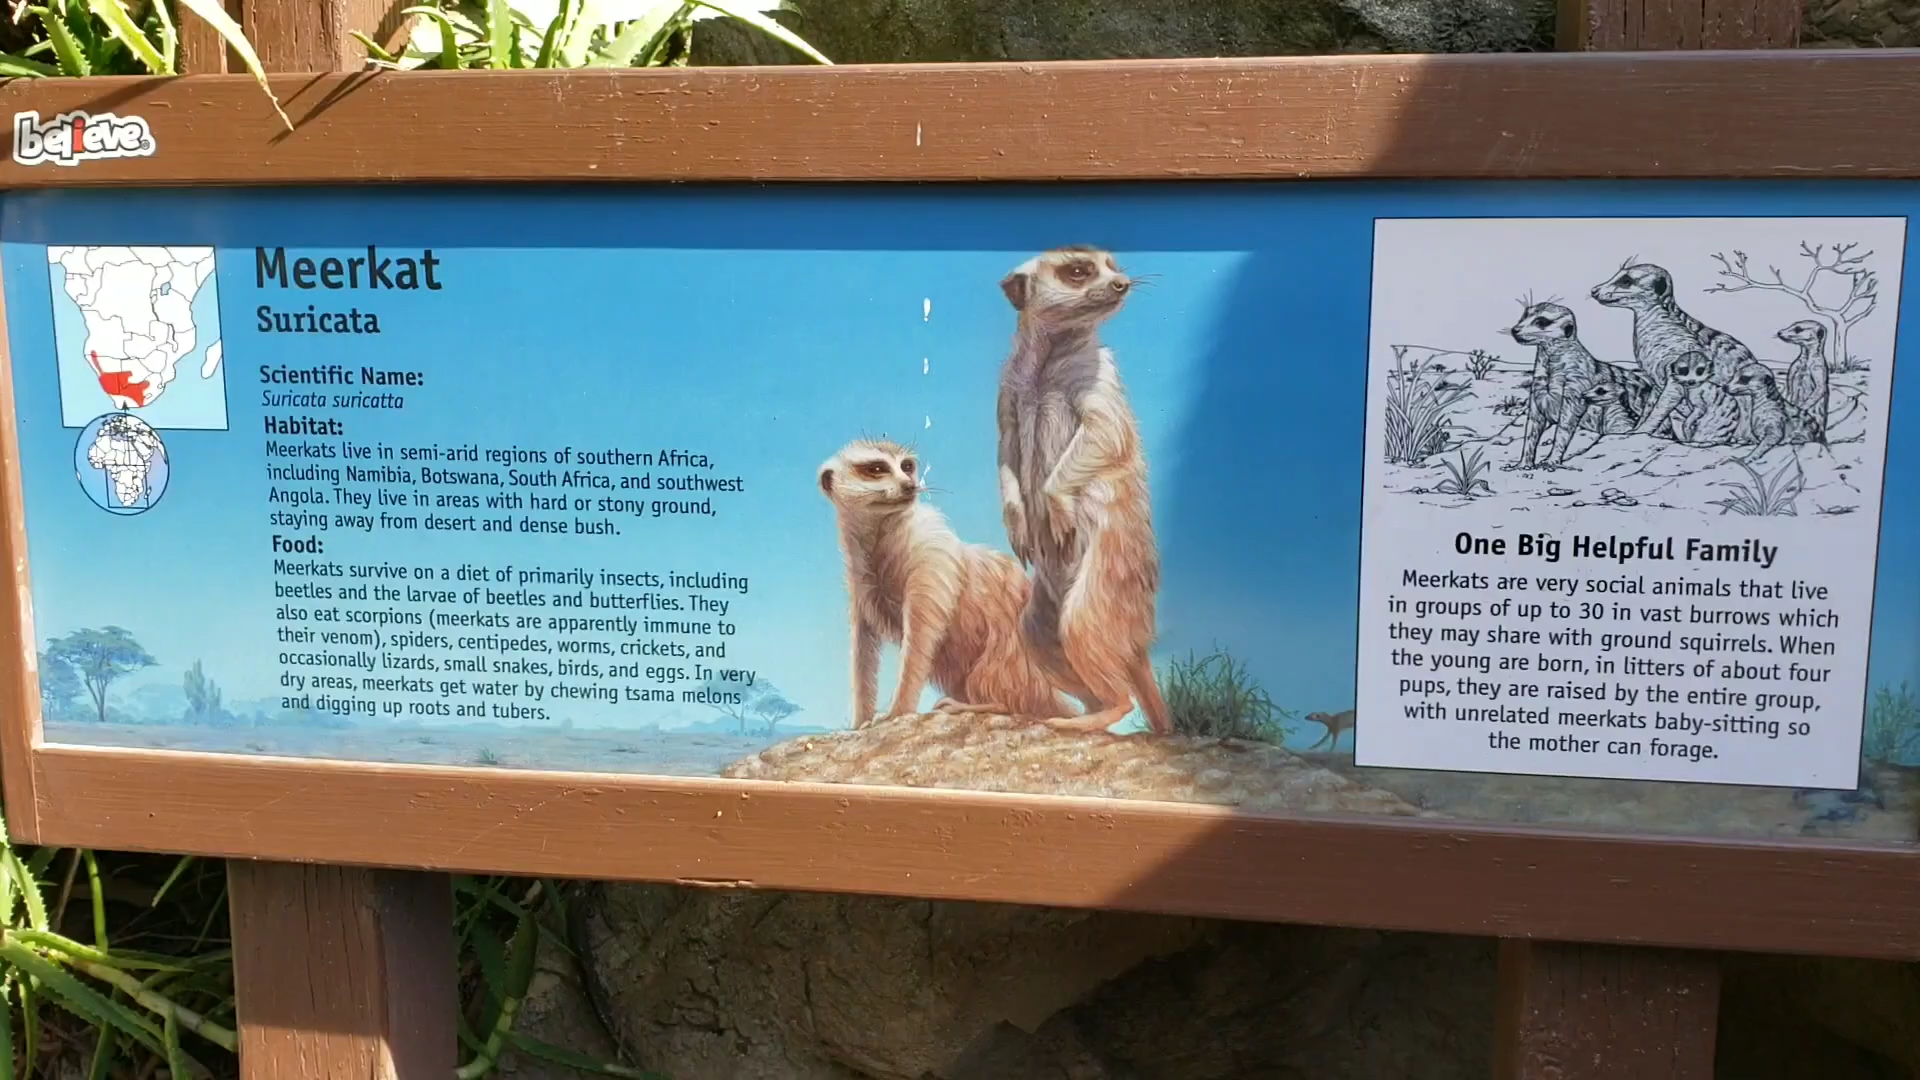 believe
Meerkat
Suricata
Scientific Name:
Suricata suricatta
Habitat:
Meerkats live in semi-arid regions of southern Africa,
including Namibia, Botswana, South Africa, and southwest
Angola. They live in areas with hard or stony ground,
staying away from desert and dense bush.
Food:
Meerkats survive on a diet of primarily insects, including
beetles and the larvae of beetles and butterflies. They
also eat scorpions (meerkats are apparently immune to
their venom), spiders, centipedes, worms, crickets, and
occasionally lizards, small snakes, birds, and eggs. In very
dry areas, meerkats get water by chewing tsama melons
and digging up roots and tubers.
One Big Helpful Family
Meerkats are very social animals that live
in groups of up to 30 in vast burrows which
they may share with ground squirrels. When
the young are born, in litters of about four
pups, they are raised by the entire group,
with unrelated meerkats baby-sitting so
the mother can forage.